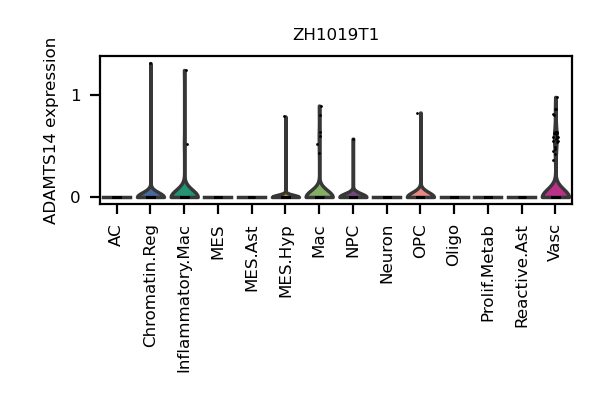 ZH1019T1
ADAMTS14 expression
1
0
AC
Chromatin.Reg
Inflammatory.Mac
MES
MES.Ast
MES.Hyp
Mac
NPC
Neuron
OPC
Oligo
Prolif.Metab
Reactive.Ast
Vasc